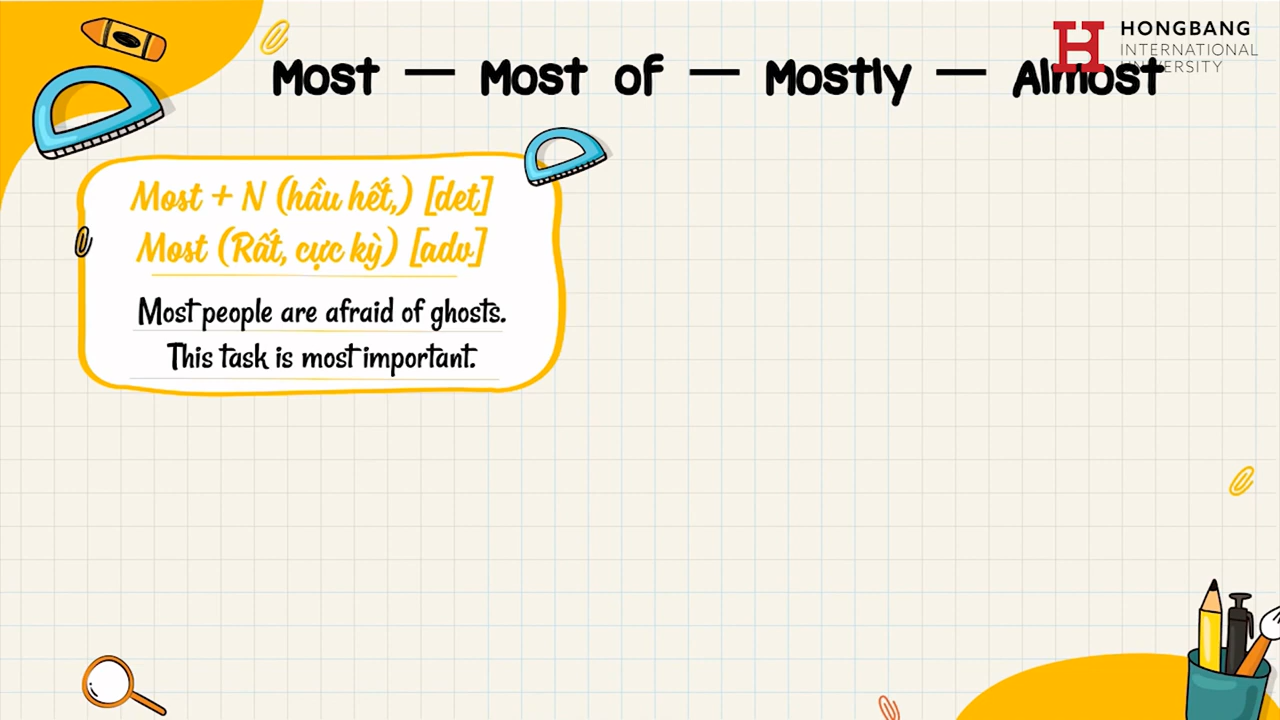 HONGBANG
INTERNATIONAL
UNIVERSITY
Most — Most of — Mostly — Almost
Most + N (hầu hết,) [det]
Most (Rất, cực kỳ) [adv]
Most people are afraid of ghosts.
This task is most important.